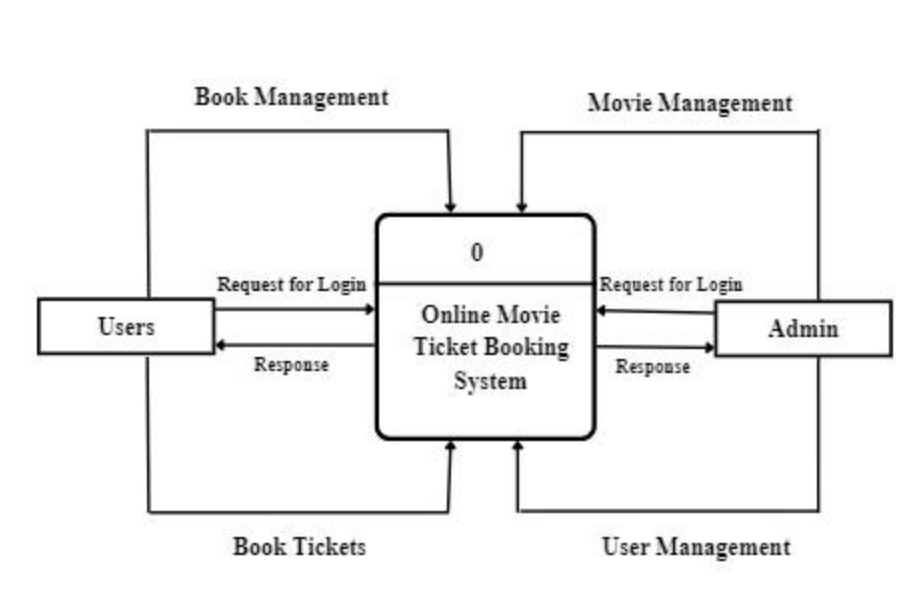 Book Management
Movie Management
0
Request for Login
Request for Login
Users
Online Movie
Ticket Booking
System
Admin
Response
Response
Book Tickets
User Management